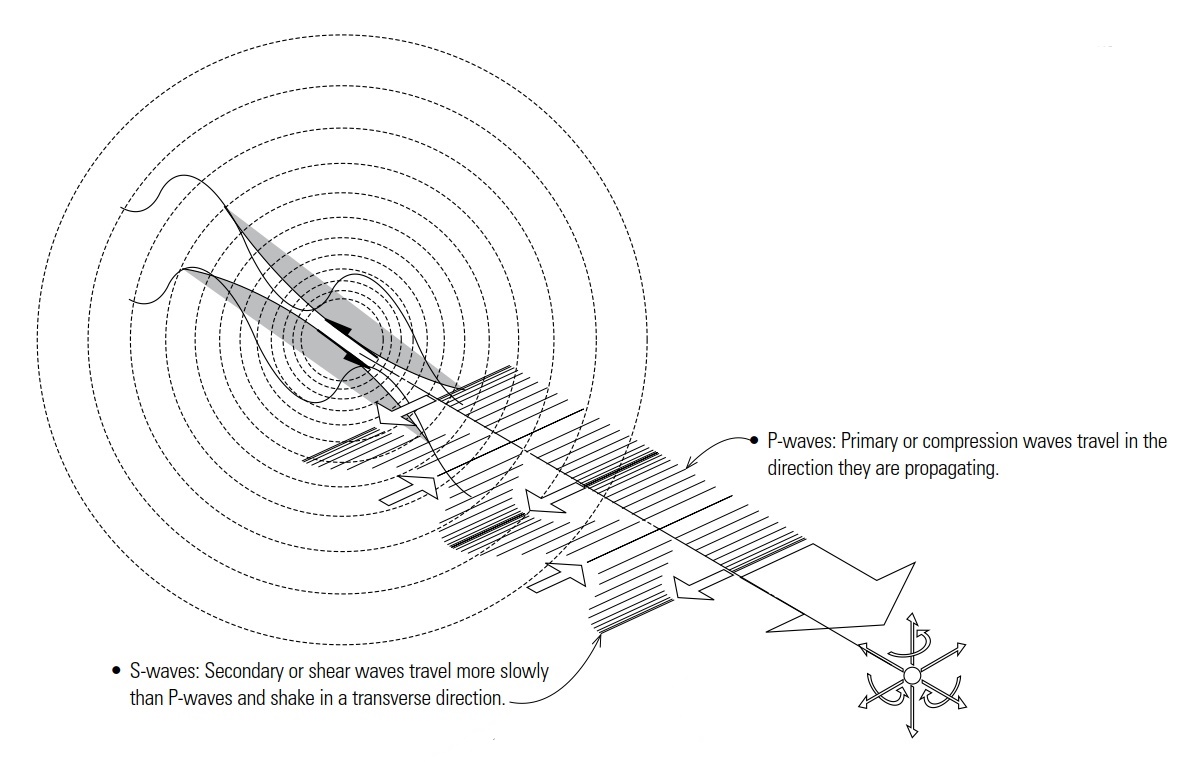 • P-waves: Primary or compression waves travel in the
direction they are propagating.
• S-waves: Secondary or shear waves travel more slowly
than P-waves and shake in a transverse direction.